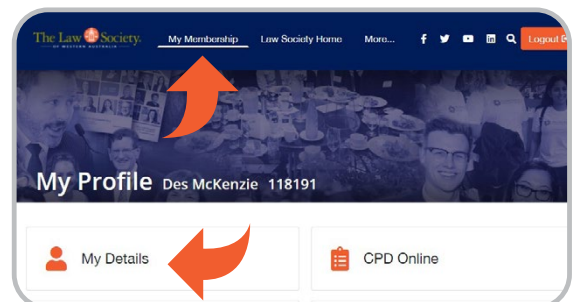 The Law Society.
OF WESTERN AUSTRALIA
My Membership Law Society Home More... Logout
My Profile Des McKenzie 118191
My Details CPD Online